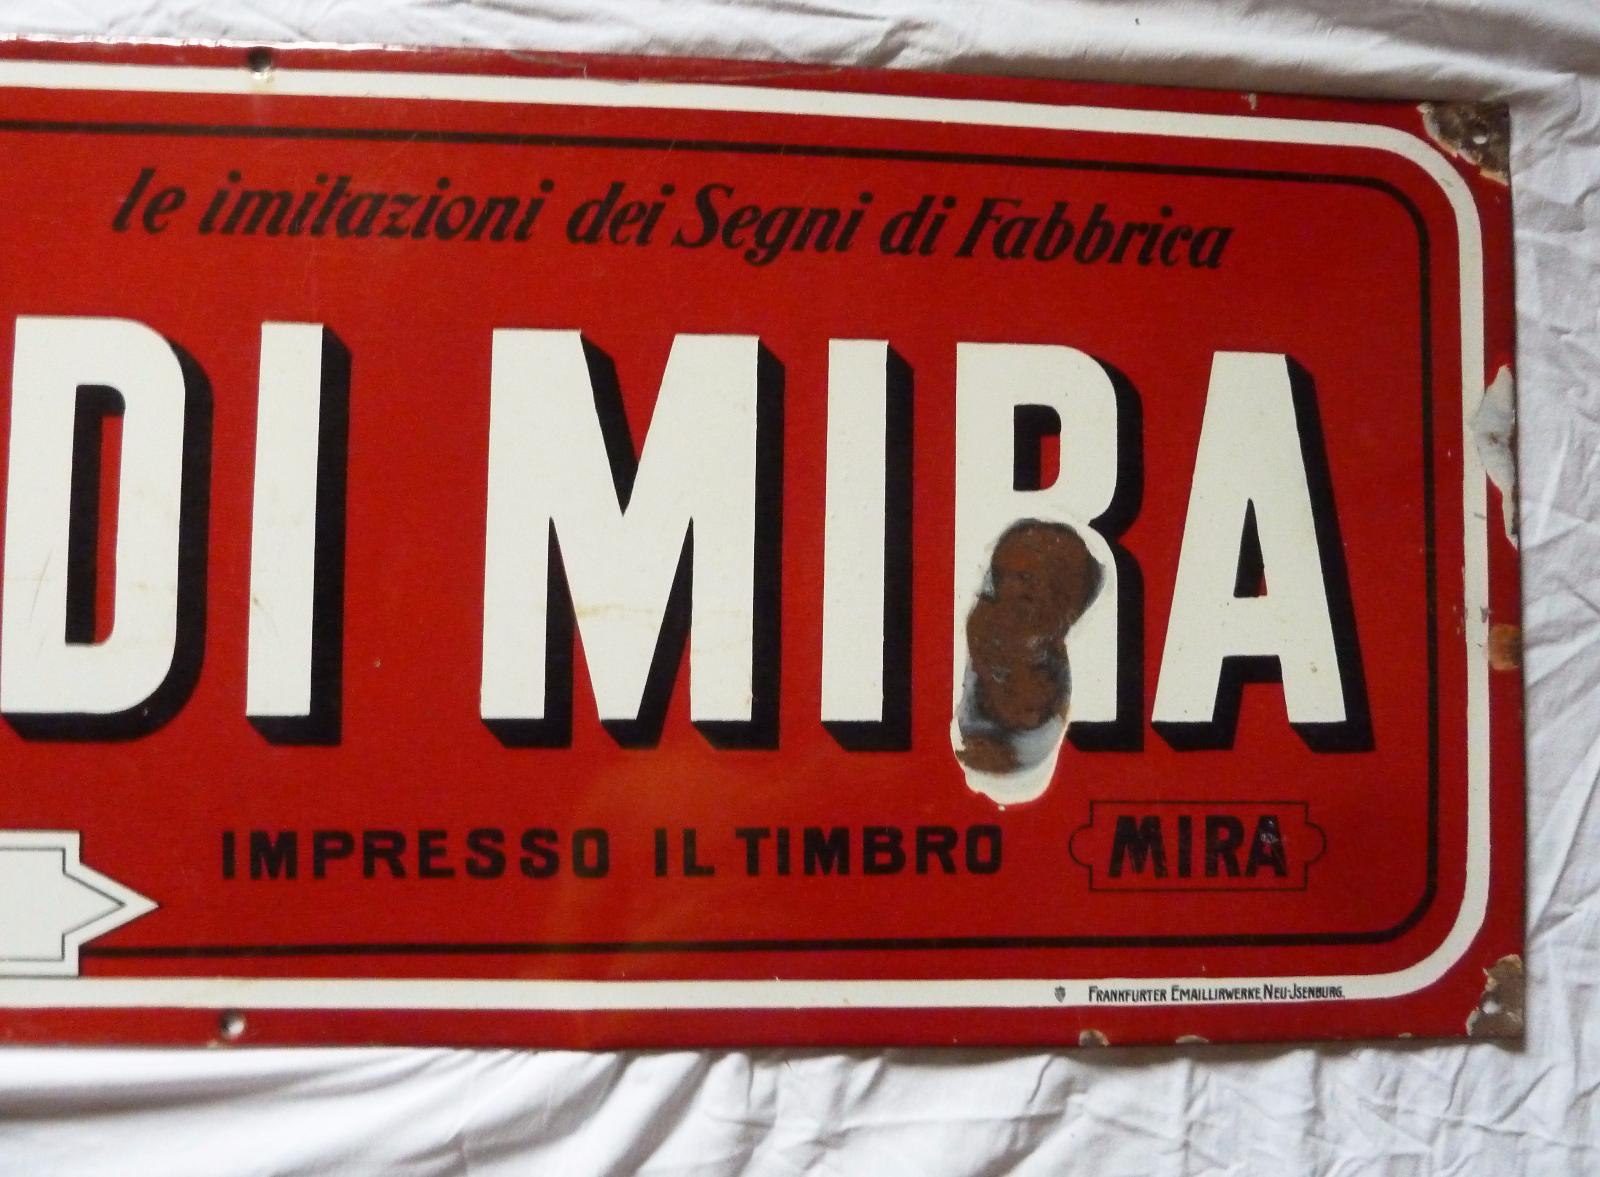 le imitazioni dei Segni di Fabbrica
DI MIRA
IMPRESSO IL TIMBRO MIRA
FRANKFURTER EMAILLIRWERKE, NEU-JSENBURG.